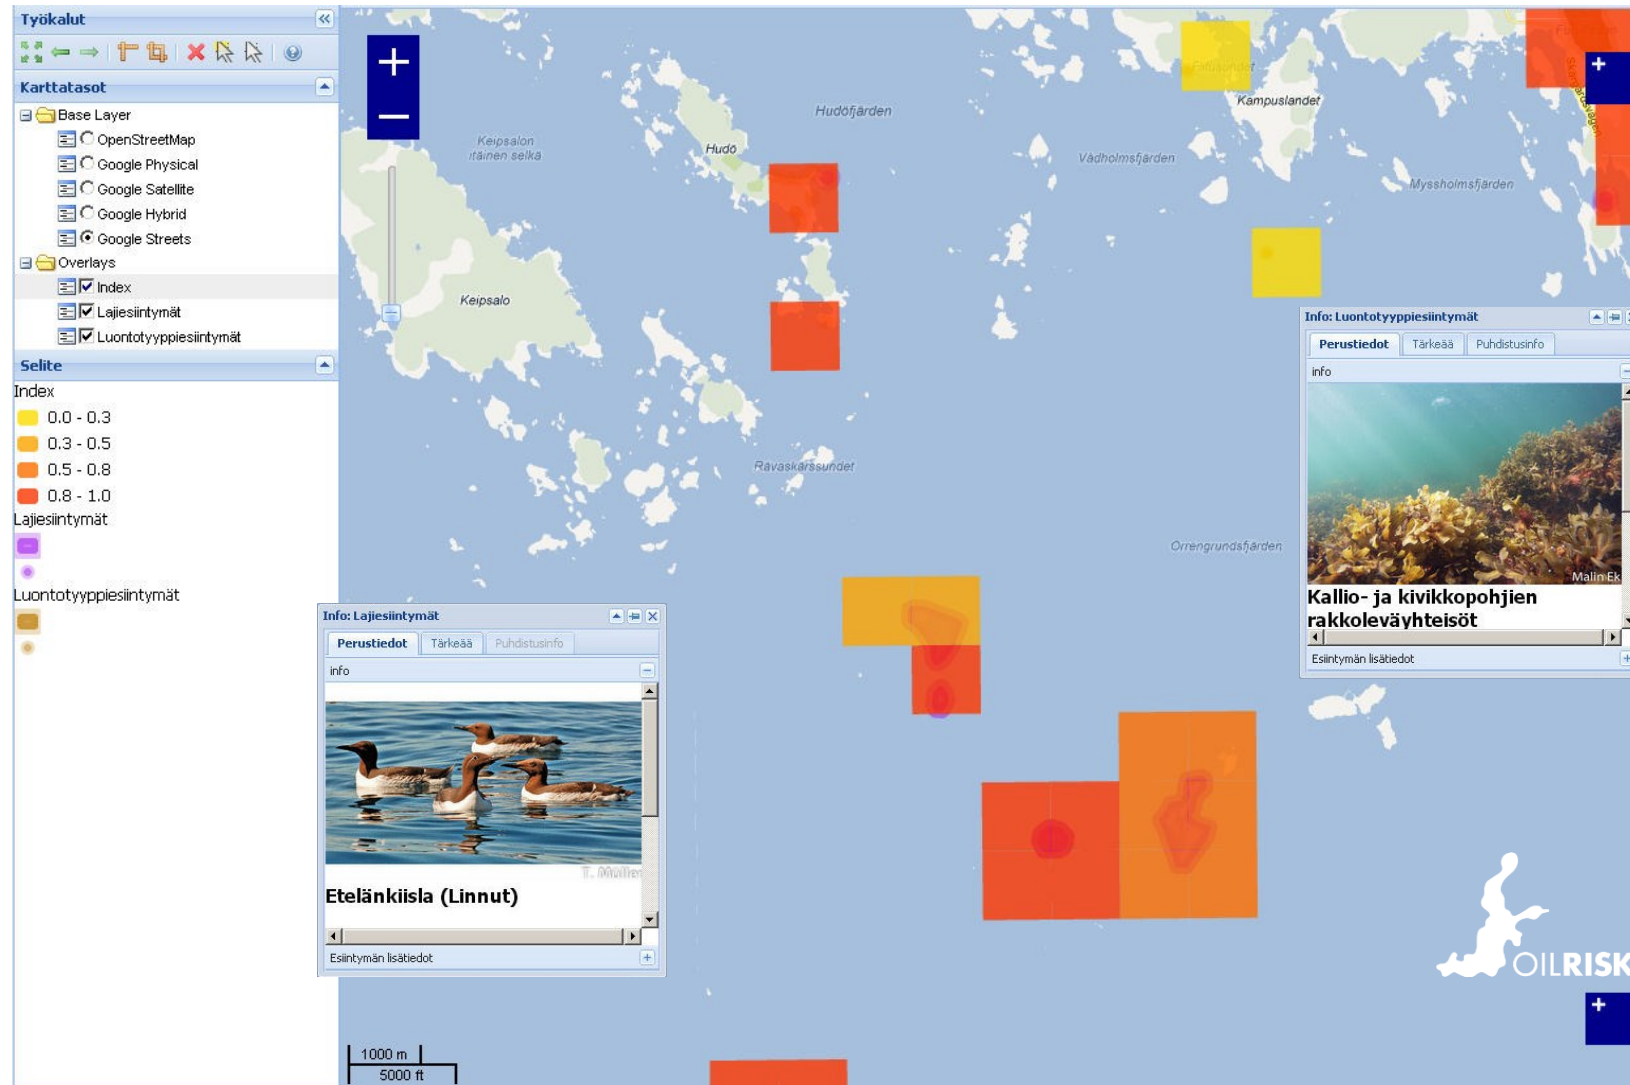 Työkalut
Karttatasot
Base Layer
OpenStreetMap
Google Physical
Google Satellite
Google Hybrid
Google Streets
Overlays
Index
Lajiesiintymät
Luontotyyppiesiintymät
Selite
Index
0.0 - 0.3
0.3 - 0.5
0.5 - 0.8
0.8 - 1.0
Lajiesiintymät
Luontotyyppiesiintymät
Hudöfjärden
Keipsalon
itäinen selkä
Hudö
Keipsalo
Kampuslandet
Vådholmsfjärden
Myssholmsfjärden
Rävaskärssundet
Orrengrundsfjärden
Info: Luontotyyppiesiintymät
Perustiedot Tärkeää Puhdistusinfo
info
Malin Ek
Kallio- ja kivikkopohjien
rakkoleväyhteisöt
Esiintymän lisätiedot
Info: Lajiesiintymät
Perustiedot Tärkeää Puhdistusinfo
info
T. Muller
Etelänkiisla (Linnut)
Esiintymän lisätiedot
OILRISK
1000 m
5000 ft